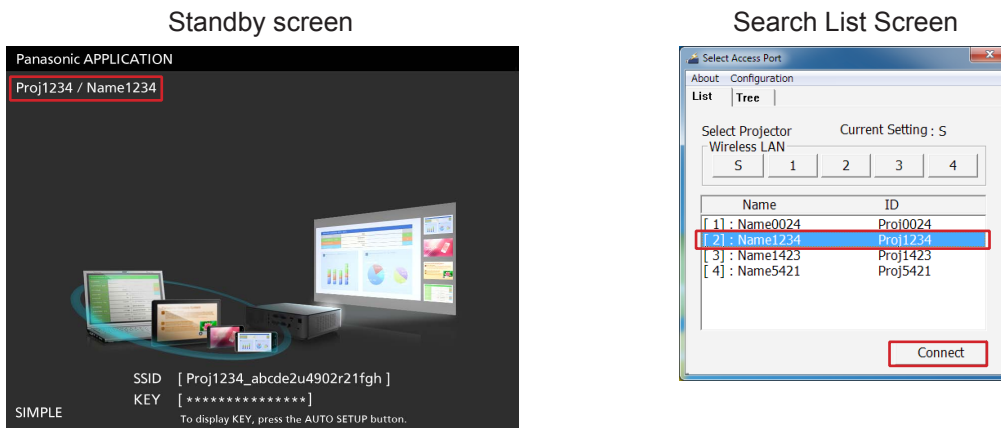 Standby screen
Panasonic APPLICATION
Proj1234 / Name1234
SSID [ Proj1234_abcde2u4902r21fgh ]
KEY [ *************** ]
To display KEY, press the AUTO SETUP button.
SIMPLE
Search List Screen
Select Access Port
About Configuration
List Tree
Select Projector Current Setting : S
Wireless LAN
S 1 2 3 4
Name ID
[ 1] : Name0024 Proj0024
[ 2] : Name1234 Proj1234
[ 3] : Name1423 Proj1423
[ 4] : Name5421 Proj5421
Connect